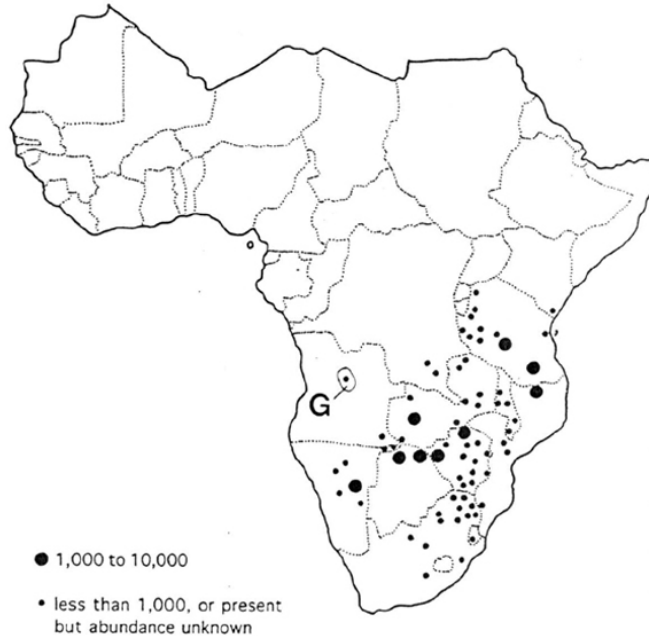 G
1,000 to 10,000
less than 1,000, or present
but abundance unknown